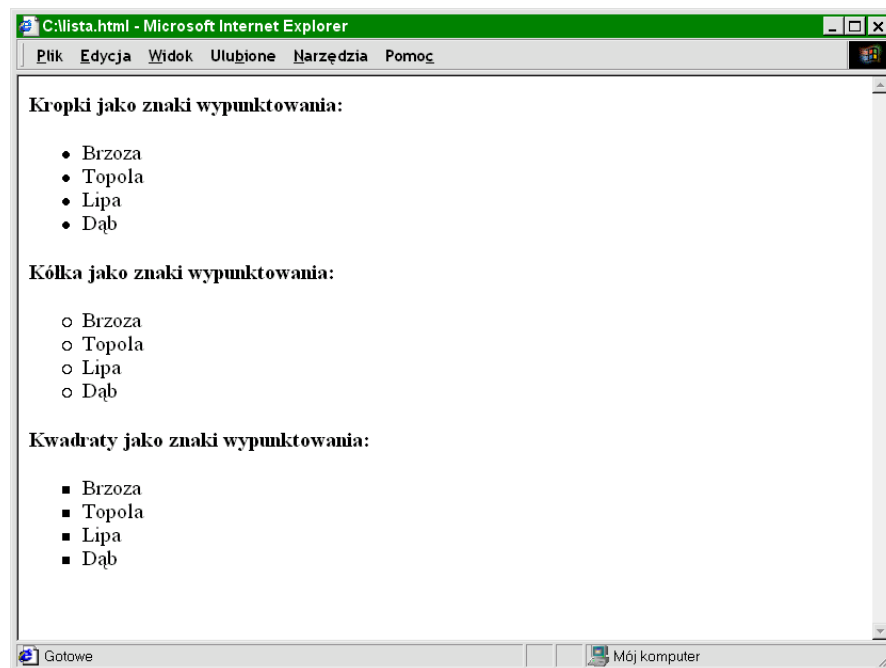 C:\lista.html - Microsoft Internet Explorer
Plik Edycja Widok Ulubione Narzędzia Pomoc
Kropki jako znaki wypunktowania:
Brzoza
Topola
Lipa
Dąb
Kółka jako znaki wypunktowania:
Brzoza
Topola
Lipa
Dąb
Kwadraty jako znaki wypunktowania:
Brzoza
Topola
Lipa
Dąb
Gotowe Mój komputer